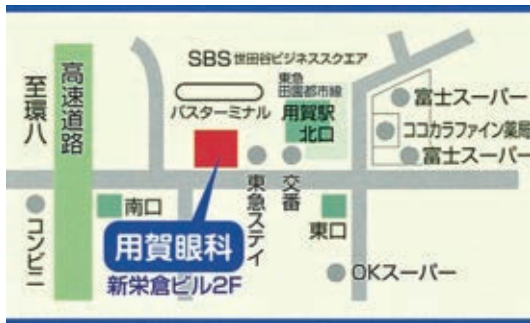 SBS 世田谷ビジネススクエア
東急
田園都市線
用賀駅
北口
バスターミナル
至環八
高速道路
富士スーパー
ココカラファイン薬局
富士スーパー
コンビニ
南口
東急ステイ
交番
東口
用賀眼科
新栄倉ビル2F
OKスーパー